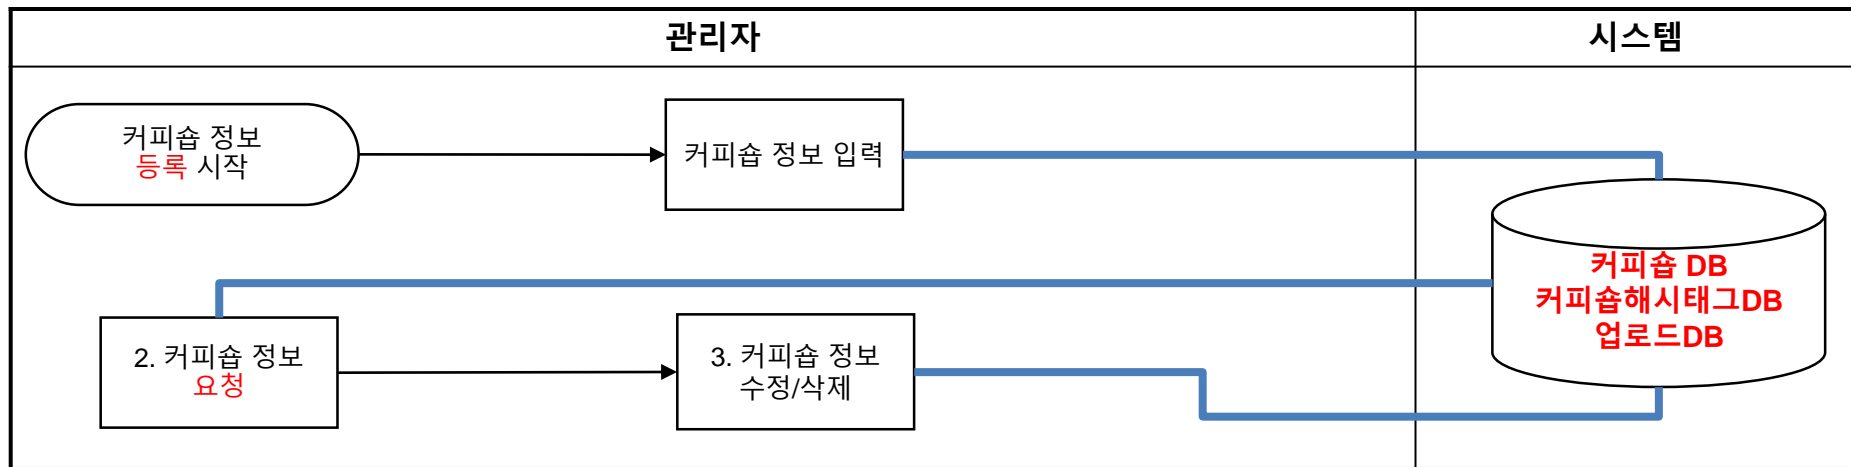 관리자
시스템
커피숍 정보
등록 시작
커피숍 정보 입력
커피숍 DB
커피숍해시태그DB
업로드DB
2. 커피숍 정보
요청
3. 커피숍 정보
수정/삭제